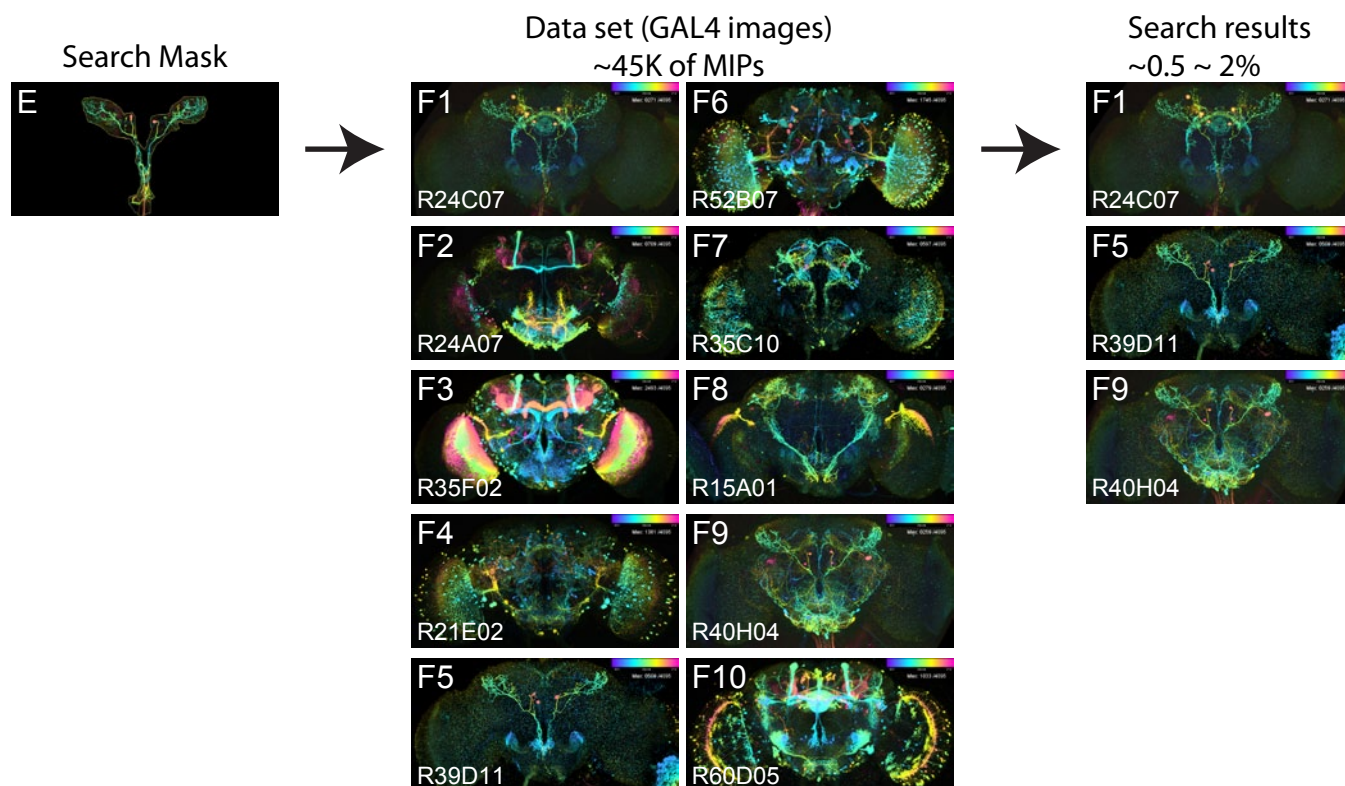 Search Mask
Data set (GAL4 images)
~45K of MIPs
Search results
~0.5 ~ 2%
E
F1
R24C07
F6
R52B07
F1
R24C07
F2
R24A07
F7
R35C10
F5
R39D11
F3
R35F02
F8
R15A01
F9
R40H04
F4
R21E02
F9
R40H04
F5
R39D11
F10
R60D05